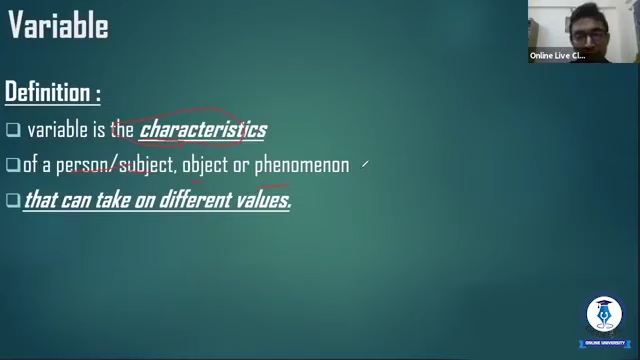 Variable
Online Live Cl...
Definition :
variable is the characteristics
of a person/subject, object or phenomenon
that can take on different values.
ONLINE UNIVERSITY